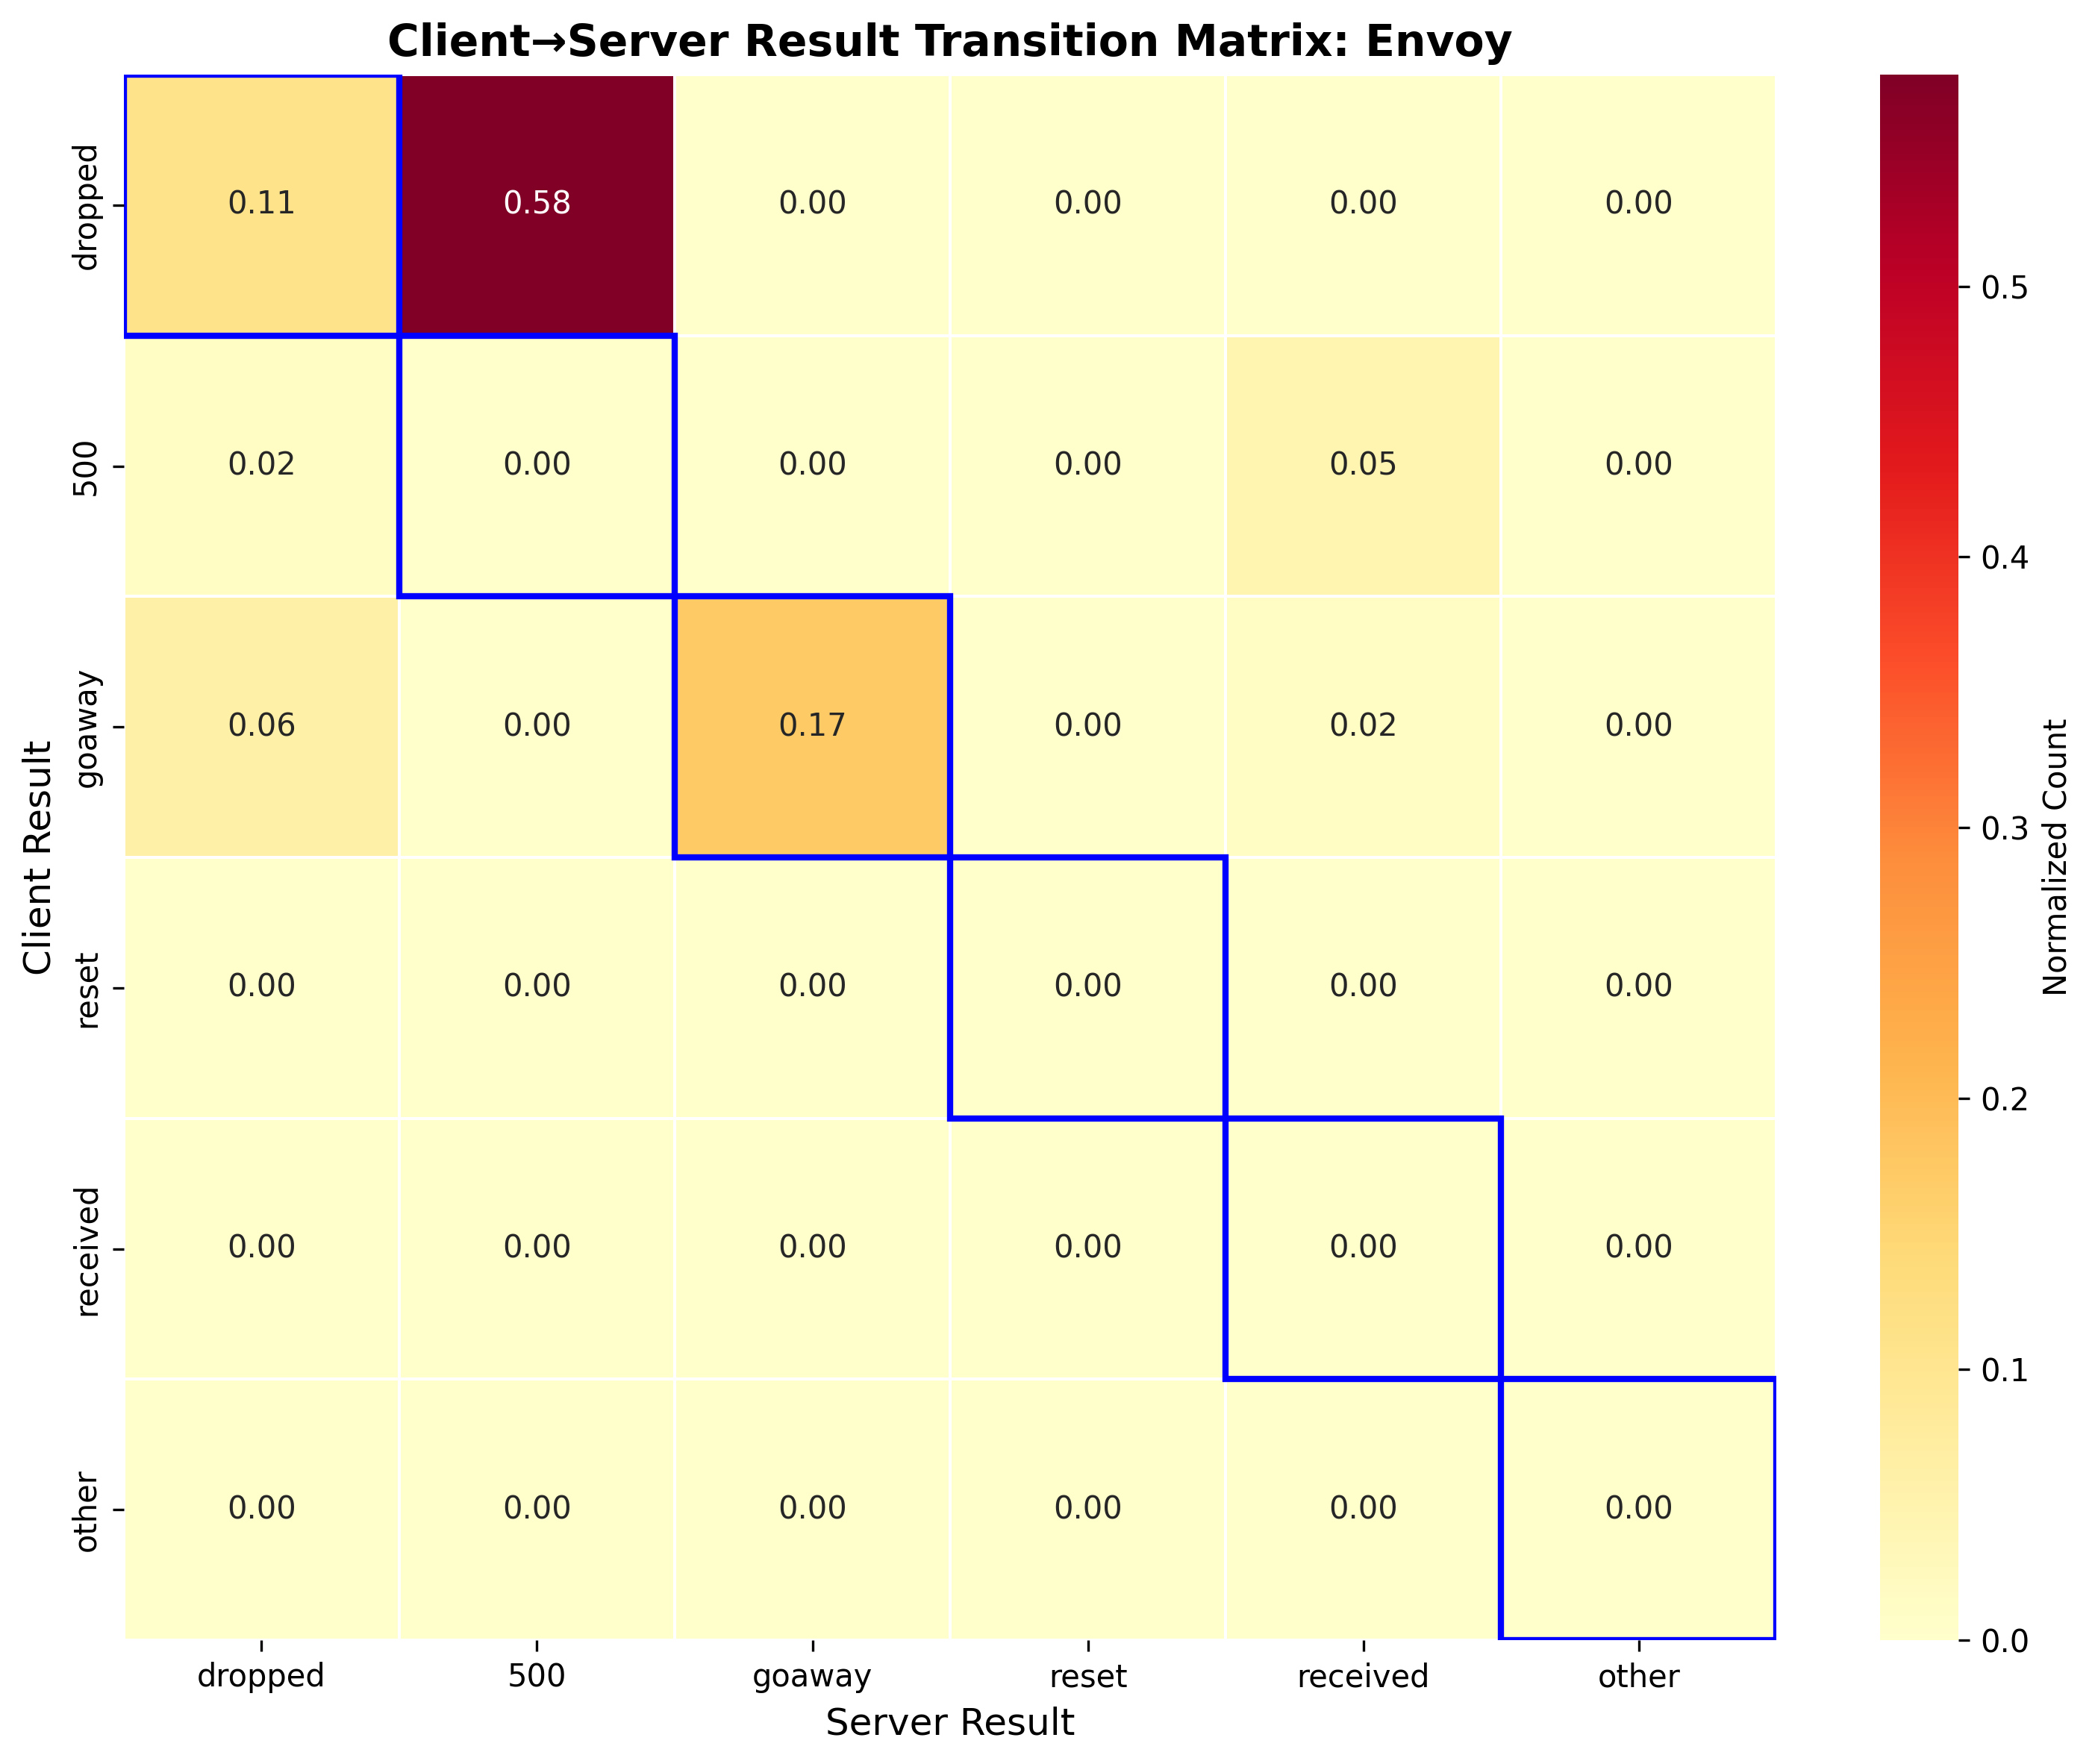 Client→Server Result Transition Matrix: Envoy
dropped 0.11 0.58 0.00 0.00 0.00 0.00
500 0.02 0.00 0.00 0.00 0.05 0.00
goaway 0.06 0.00 0.17 0.00 0.02 0.00
reset 0.00 0.00 0.00 0.00 0.00 0.00
received 0.00 0.00 0.00 0.00 0.00 0.00
other 0.00 0.00 0.00 0.00 0.00 0.00
Client Result
dropped 500 goaway reset received other
Server Result
0.5
0.4
0.3
0.2
0.1
0.0
Normalized Count